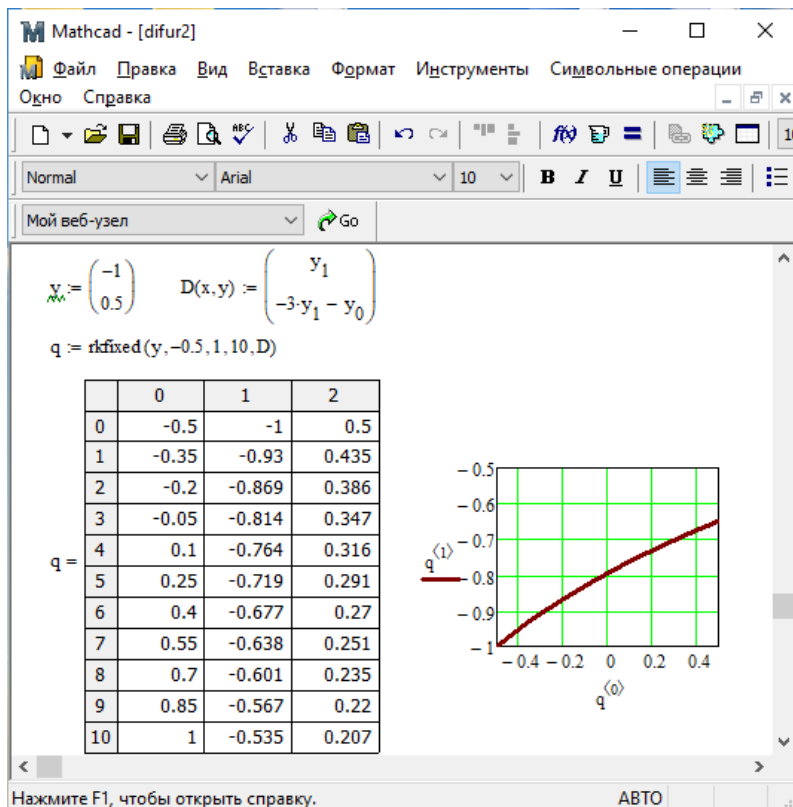 Mathcad - [difur2]
Файл Правка Вид Вставка Формат Инструменты Символьные операции
Окно Справка
Normal Arial 10 B I U
Мой веб-узел Go
y := (-1 0.5) D(x,y) := (y₁ -3·y₁ - y₀)
q := rkfixed(y,-0.5,1,10,D)
q =
0 1 2
0 -0.5 -1 0.5
1 -0.35 -0.93 0.435
2 -0.2 -0.869 0.386
3 -0.05 -0.814 0.347
4 0.1 -0.764 0.316
5 0.25 -0.719 0.291
6 0.4 -0.677 0.27
7 0.55 -0.638 0.251
8 0.7 -0.601 0.235
9 0.85 -0.567 0.22
10 1 -0.535 0.207
- 0.5
- 0.6
- 0.7
- 0.8
- 0.9
- 1
q⟨1⟩
- 0.4 - 0.2 0 0.2 0.4
q⟨0⟩
Нажмите F1, чтобы открыть справку. АВТО